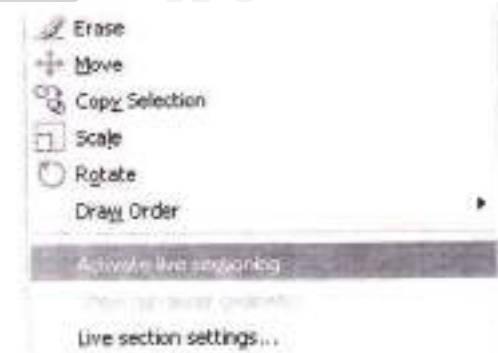 Erase
Move
Copy Selection
Scale
Rotate
Draw Order
Activate live sectioning
Live section settings...